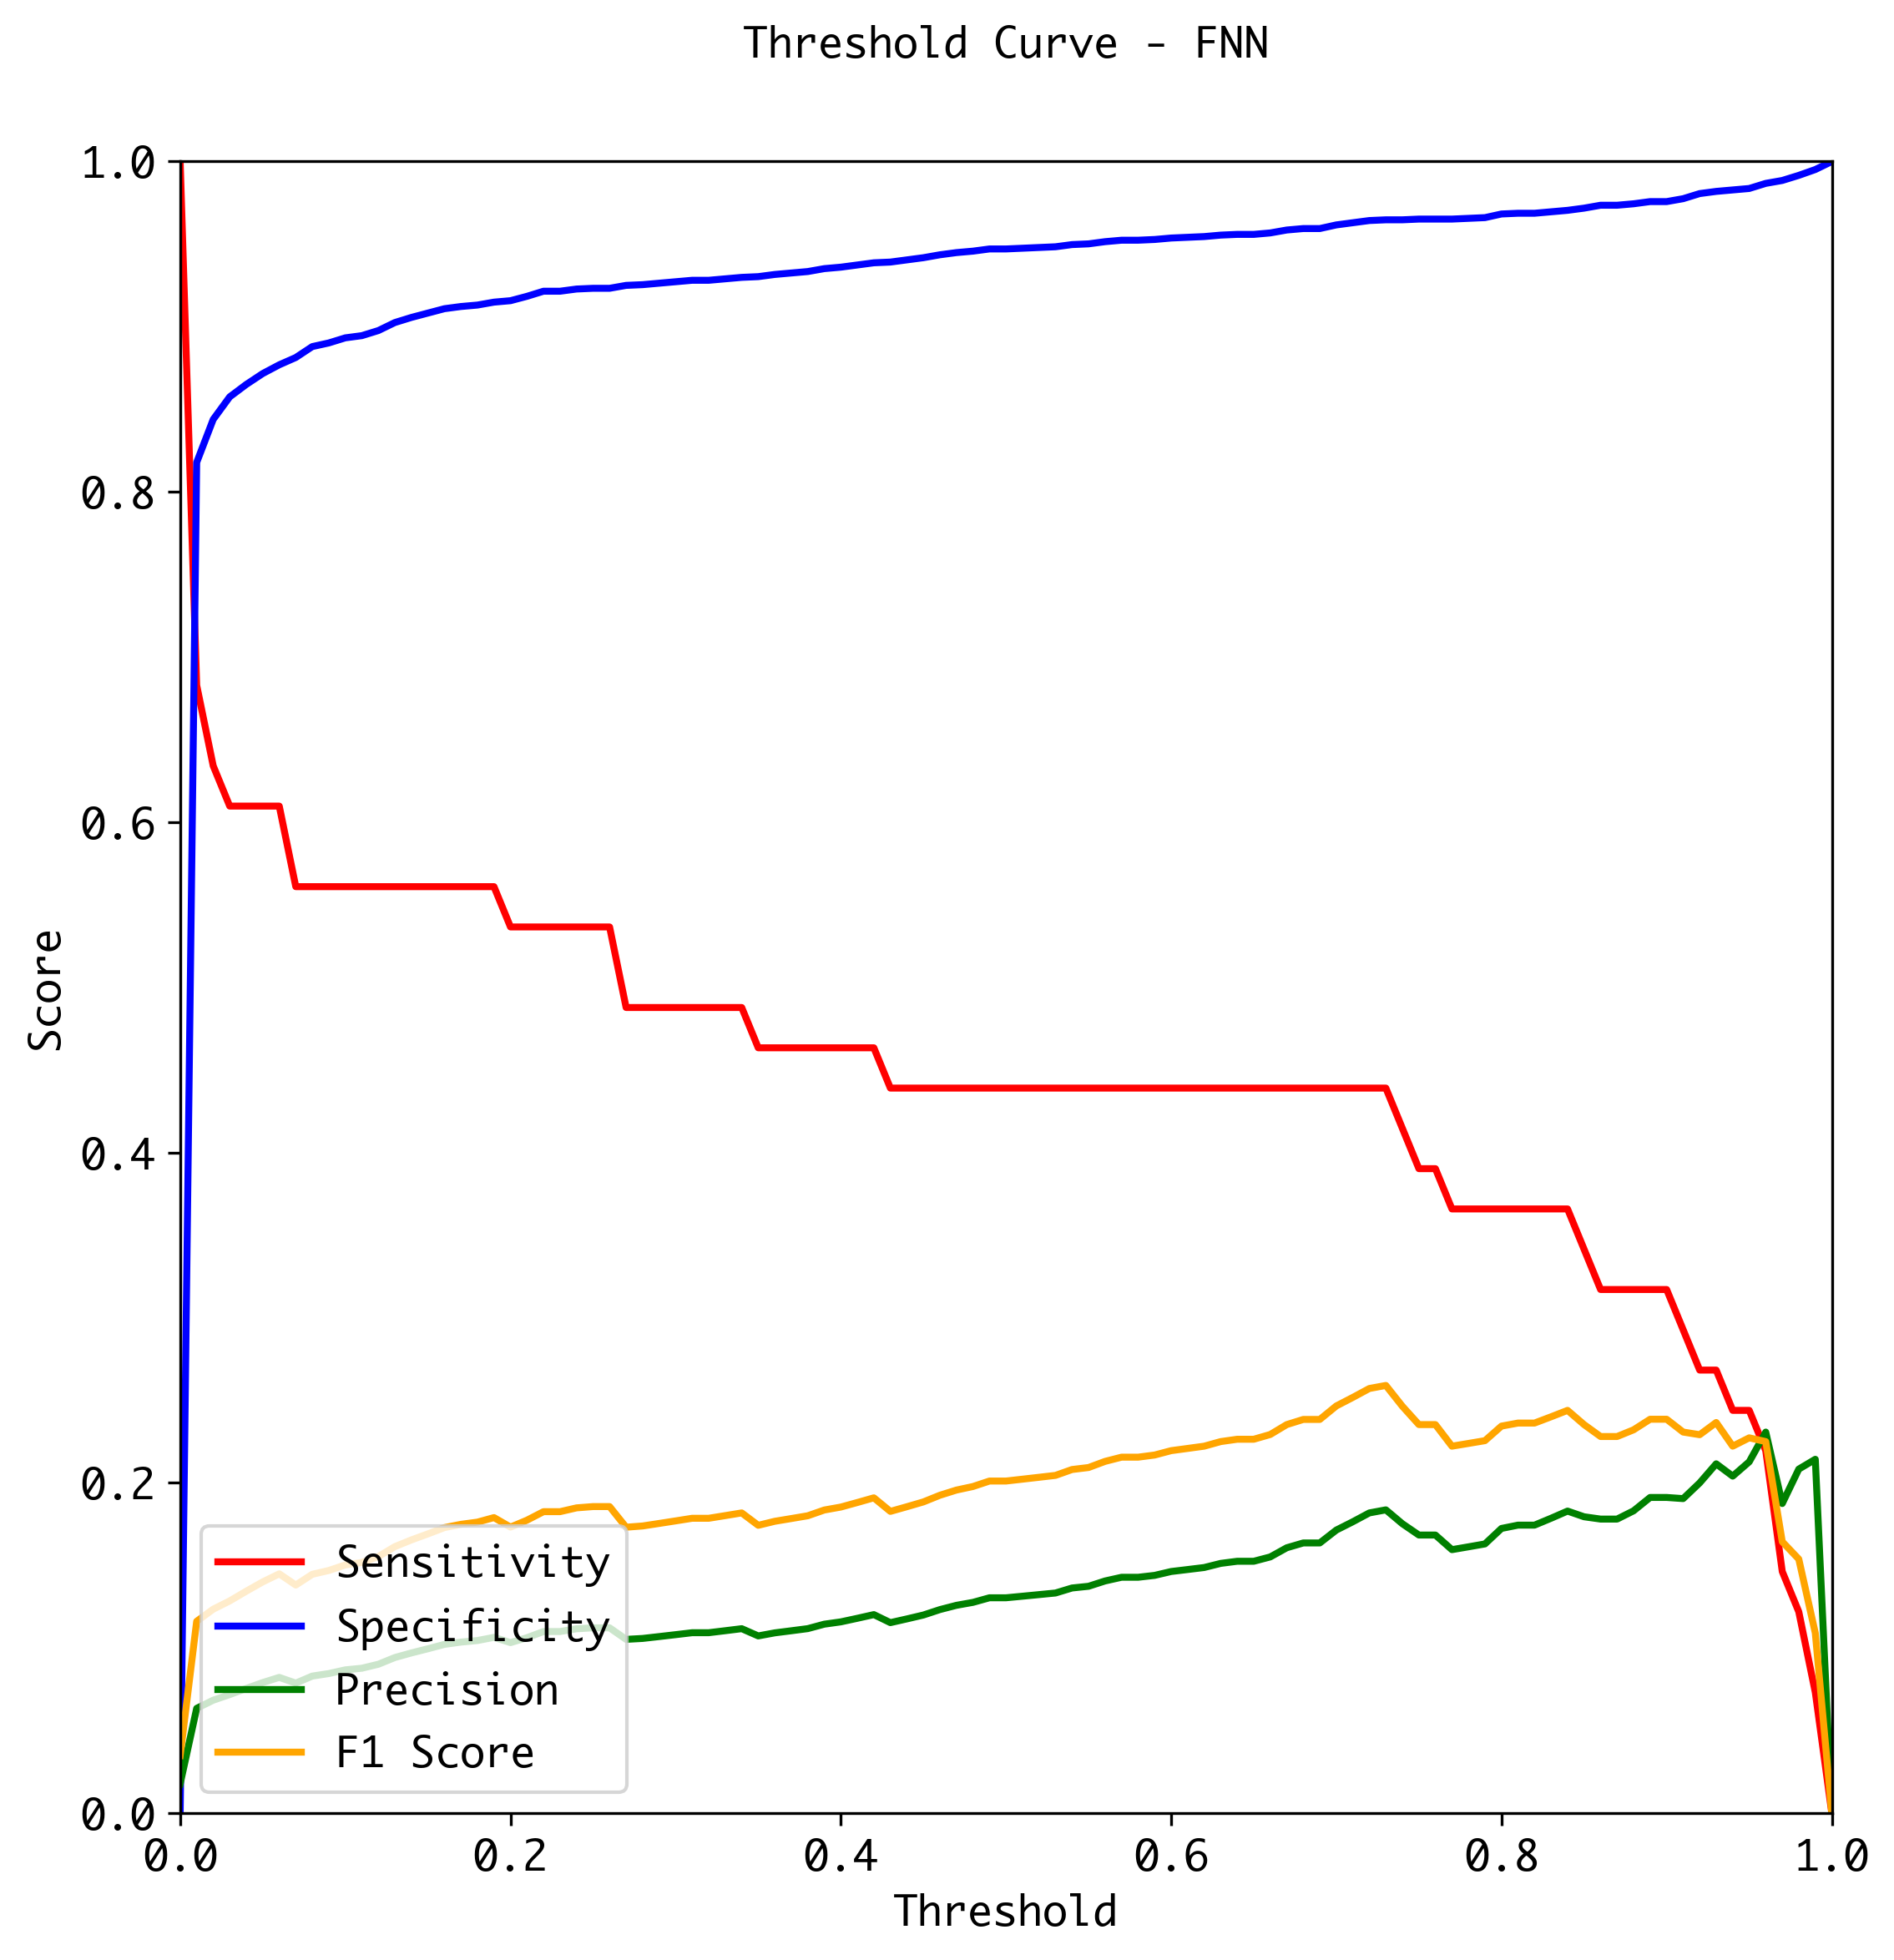 Threshold Curve - FNN
1.0
0.8
0.6
0.4
0.2
0.0
Score
Sensitivity
Specificity
Precision
F1 Score
0.0 0.2 0.4 0.6 0.8 1.0
Threshold